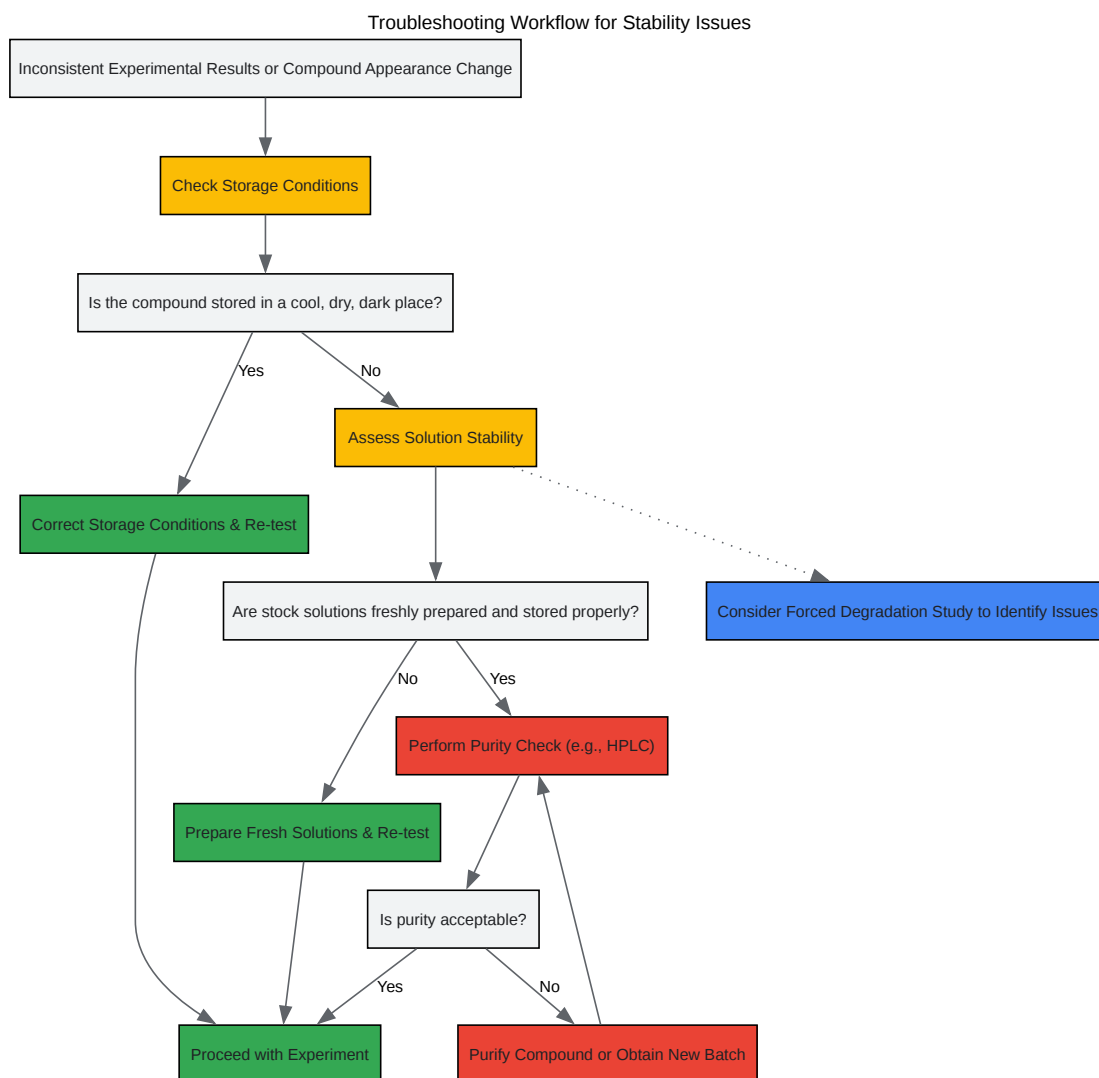 Troubleshooting Workflow for Stability Issues
Inconsistent Experimental Results or Compound Appearance Change
Check Storage Conditions
Is the compound stored in a cool, dry, dark place?
Yes
No
Assess Solution Stability
Correct Storage Conditions & Re-test
Are stock solutions freshly prepared and stored properly?
Consider Forced Degradation Study to Identify Issues
No
Yes
Perform Purity Check (e.g., HPLC)
Prepare Fresh Solutions & Re-test
Is purity acceptable?
Yes
No
Proceed with Experiment
Purify Compound or Obtain New Batch